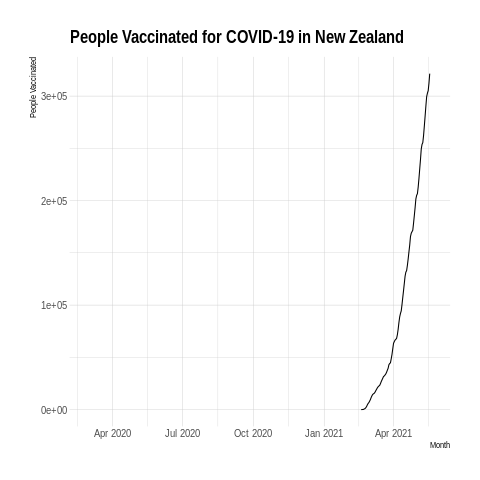 People Vaccinated for COVID-19 in New Zealand
People Vaccinated
3e+05
2e+05
1e+05
0e+00
Apr 2020 Jul 2020 Oct 2020 Jan 2021 Apr 2021
Month